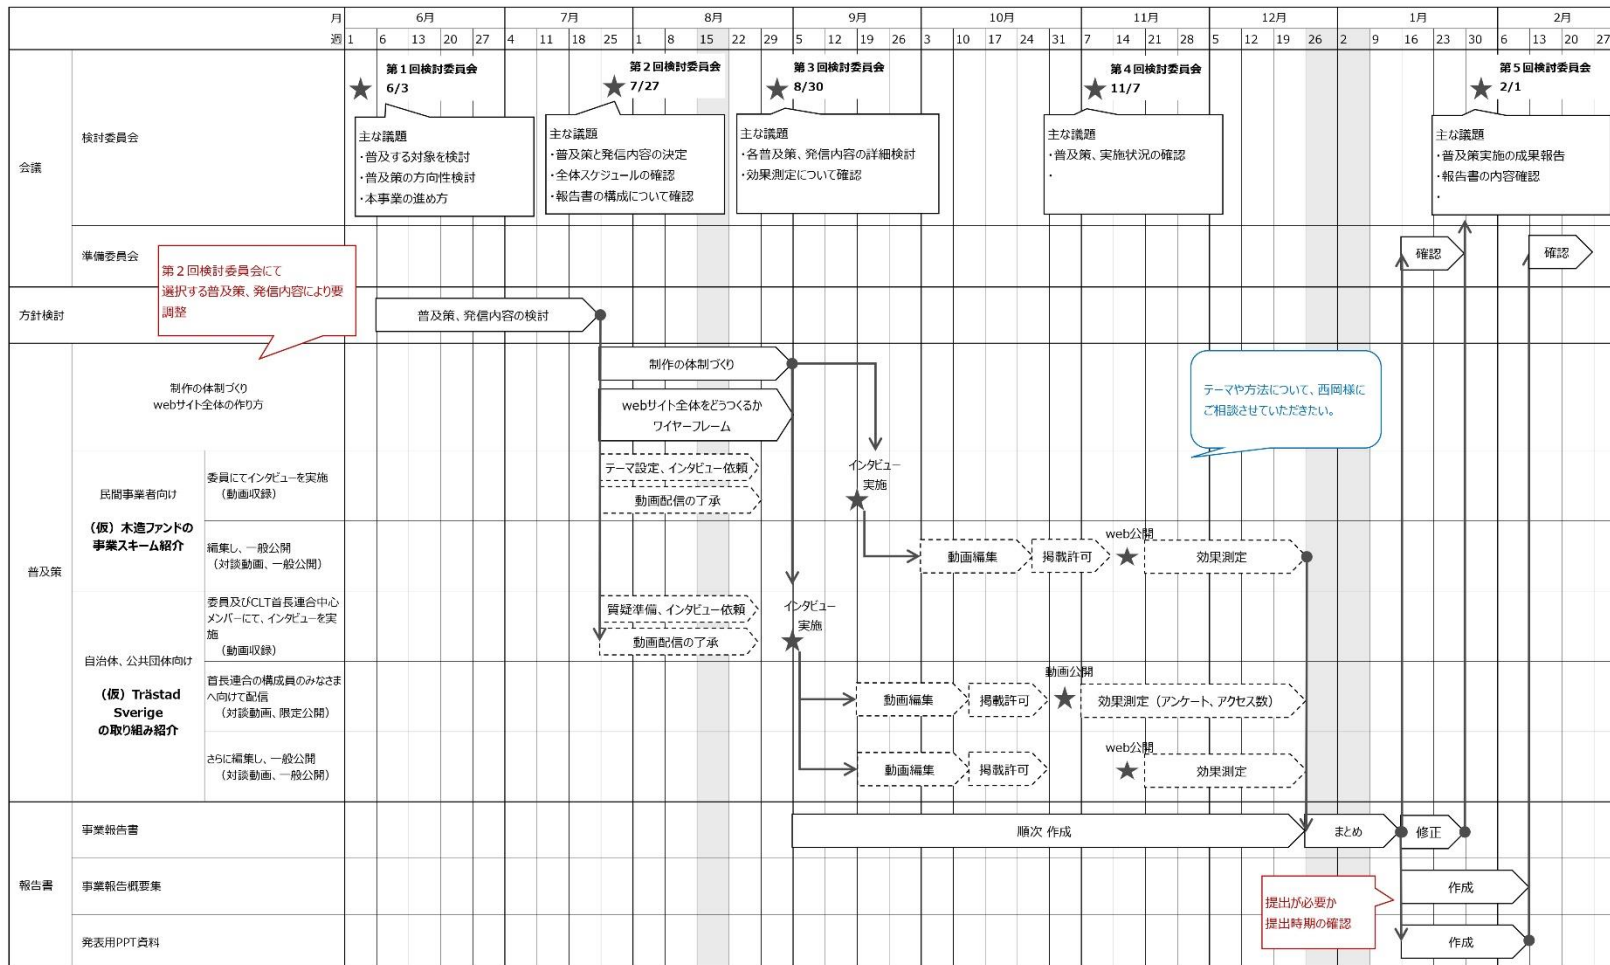 月 6月 7月 8月 9月 10月 11月 12月 1月 2月
週 1 6 13 20 27 4 11 18 25 1 8 15 22 29 5 12 19 26 3 10 17 24 31 7 14 21 28 5 12 19 26 2 9 16 23 30 6 13 20 27
会議
検討委員会
第1回検討委員会
6/3
主な議題
・普及する対象を検討
・普及策の方向性検討
・本事業の進め方
第2回検討委員会
7/27
主な議題
・普及策と発信内容の決定
・全体スケジュールの確認
・報告書の構成について確認
第3回検討委員会
8/30
主な議題
・各普及策、発信内容の詳細検討
・効果測定について確認
第4回検討委員会
11/7
主な議題
・普及策、実施状況の確認
・
第5回検討委員会
2/1
主な議題
・普及策実施の成果報告
・報告書の内容確認
・
準備委員会
確認
確認
第2回検討委員会にて
選択する普及策、発信内容により要
調整
方針検討
普及策、発信内容の検討
普及策
制作の体制づくり
webサイト全体の作り方
制作の体制づくり
webサイト全体をどうつくるか
ワイヤーフレーム
テーマや方法について、西岡様に
ご相談させていただきたい。
民間事業者向け
（仮）木造ファンドの
事業スキーム紹介
委員にてインタビューを実施
（動画収録）
テーマ設定、インタビュー依頼
動画配信の了承
インタビュー
実施
編集し、一般公開
（対談動画、一般公開）
動画編集
掲載許可
web公開
効果測定
自治体、公共団体向け
（仮）Trästad
Sverige
の取り組み紹介
委員及びCLT首長連合中心
メンバーにて、インタビューを実
施
（動画収録）
質疑準備、インタビュー依頼
動画配信の了承
インタビュー
実施
首長連合の構成員のみなさま
へ向けて配信
（対談動画、限定公開）
動画編集
掲載許可
動画公開
効果測定（アンケート、アクセス数）
さらに編集し、一般公開
（対談動画、一般公開）
動画編集
掲載許可
web公開
効果測定
報告書
事業報告書
順次 作成
まとめ
修正
事業報告概要集
作成
提出が必要か
提出時期の確認
発表用PPT資料
作成